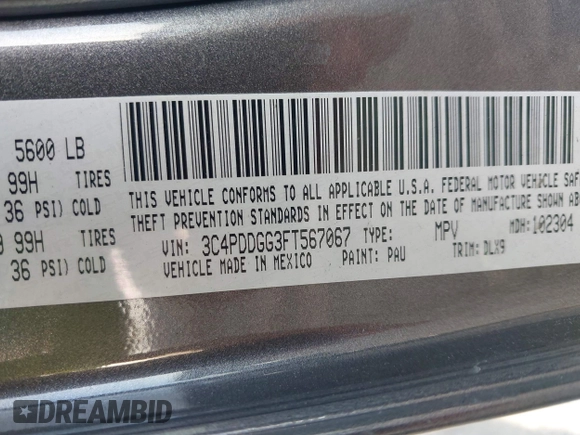 5600 LB
99H TIRES
36 PSI) COLD
99H TIRES
36 PSI) COLD
THIS VEHICLE CONFORMS TO ALL APPLICABLE U.S.A. FEDERAL MOTOR VEHICLE SAF
THEFT PREVENTION STANDARDS IN EFFECT ON THE DATE OF MANUFACTURE SHOWN AB
VIN: 3C4PDDGG3FT567067 TYPE: MPV MDH: 102304
VEHICLE MADE IN MEXICO PAINT: PAU TRIM: DLX9
DREAMBID